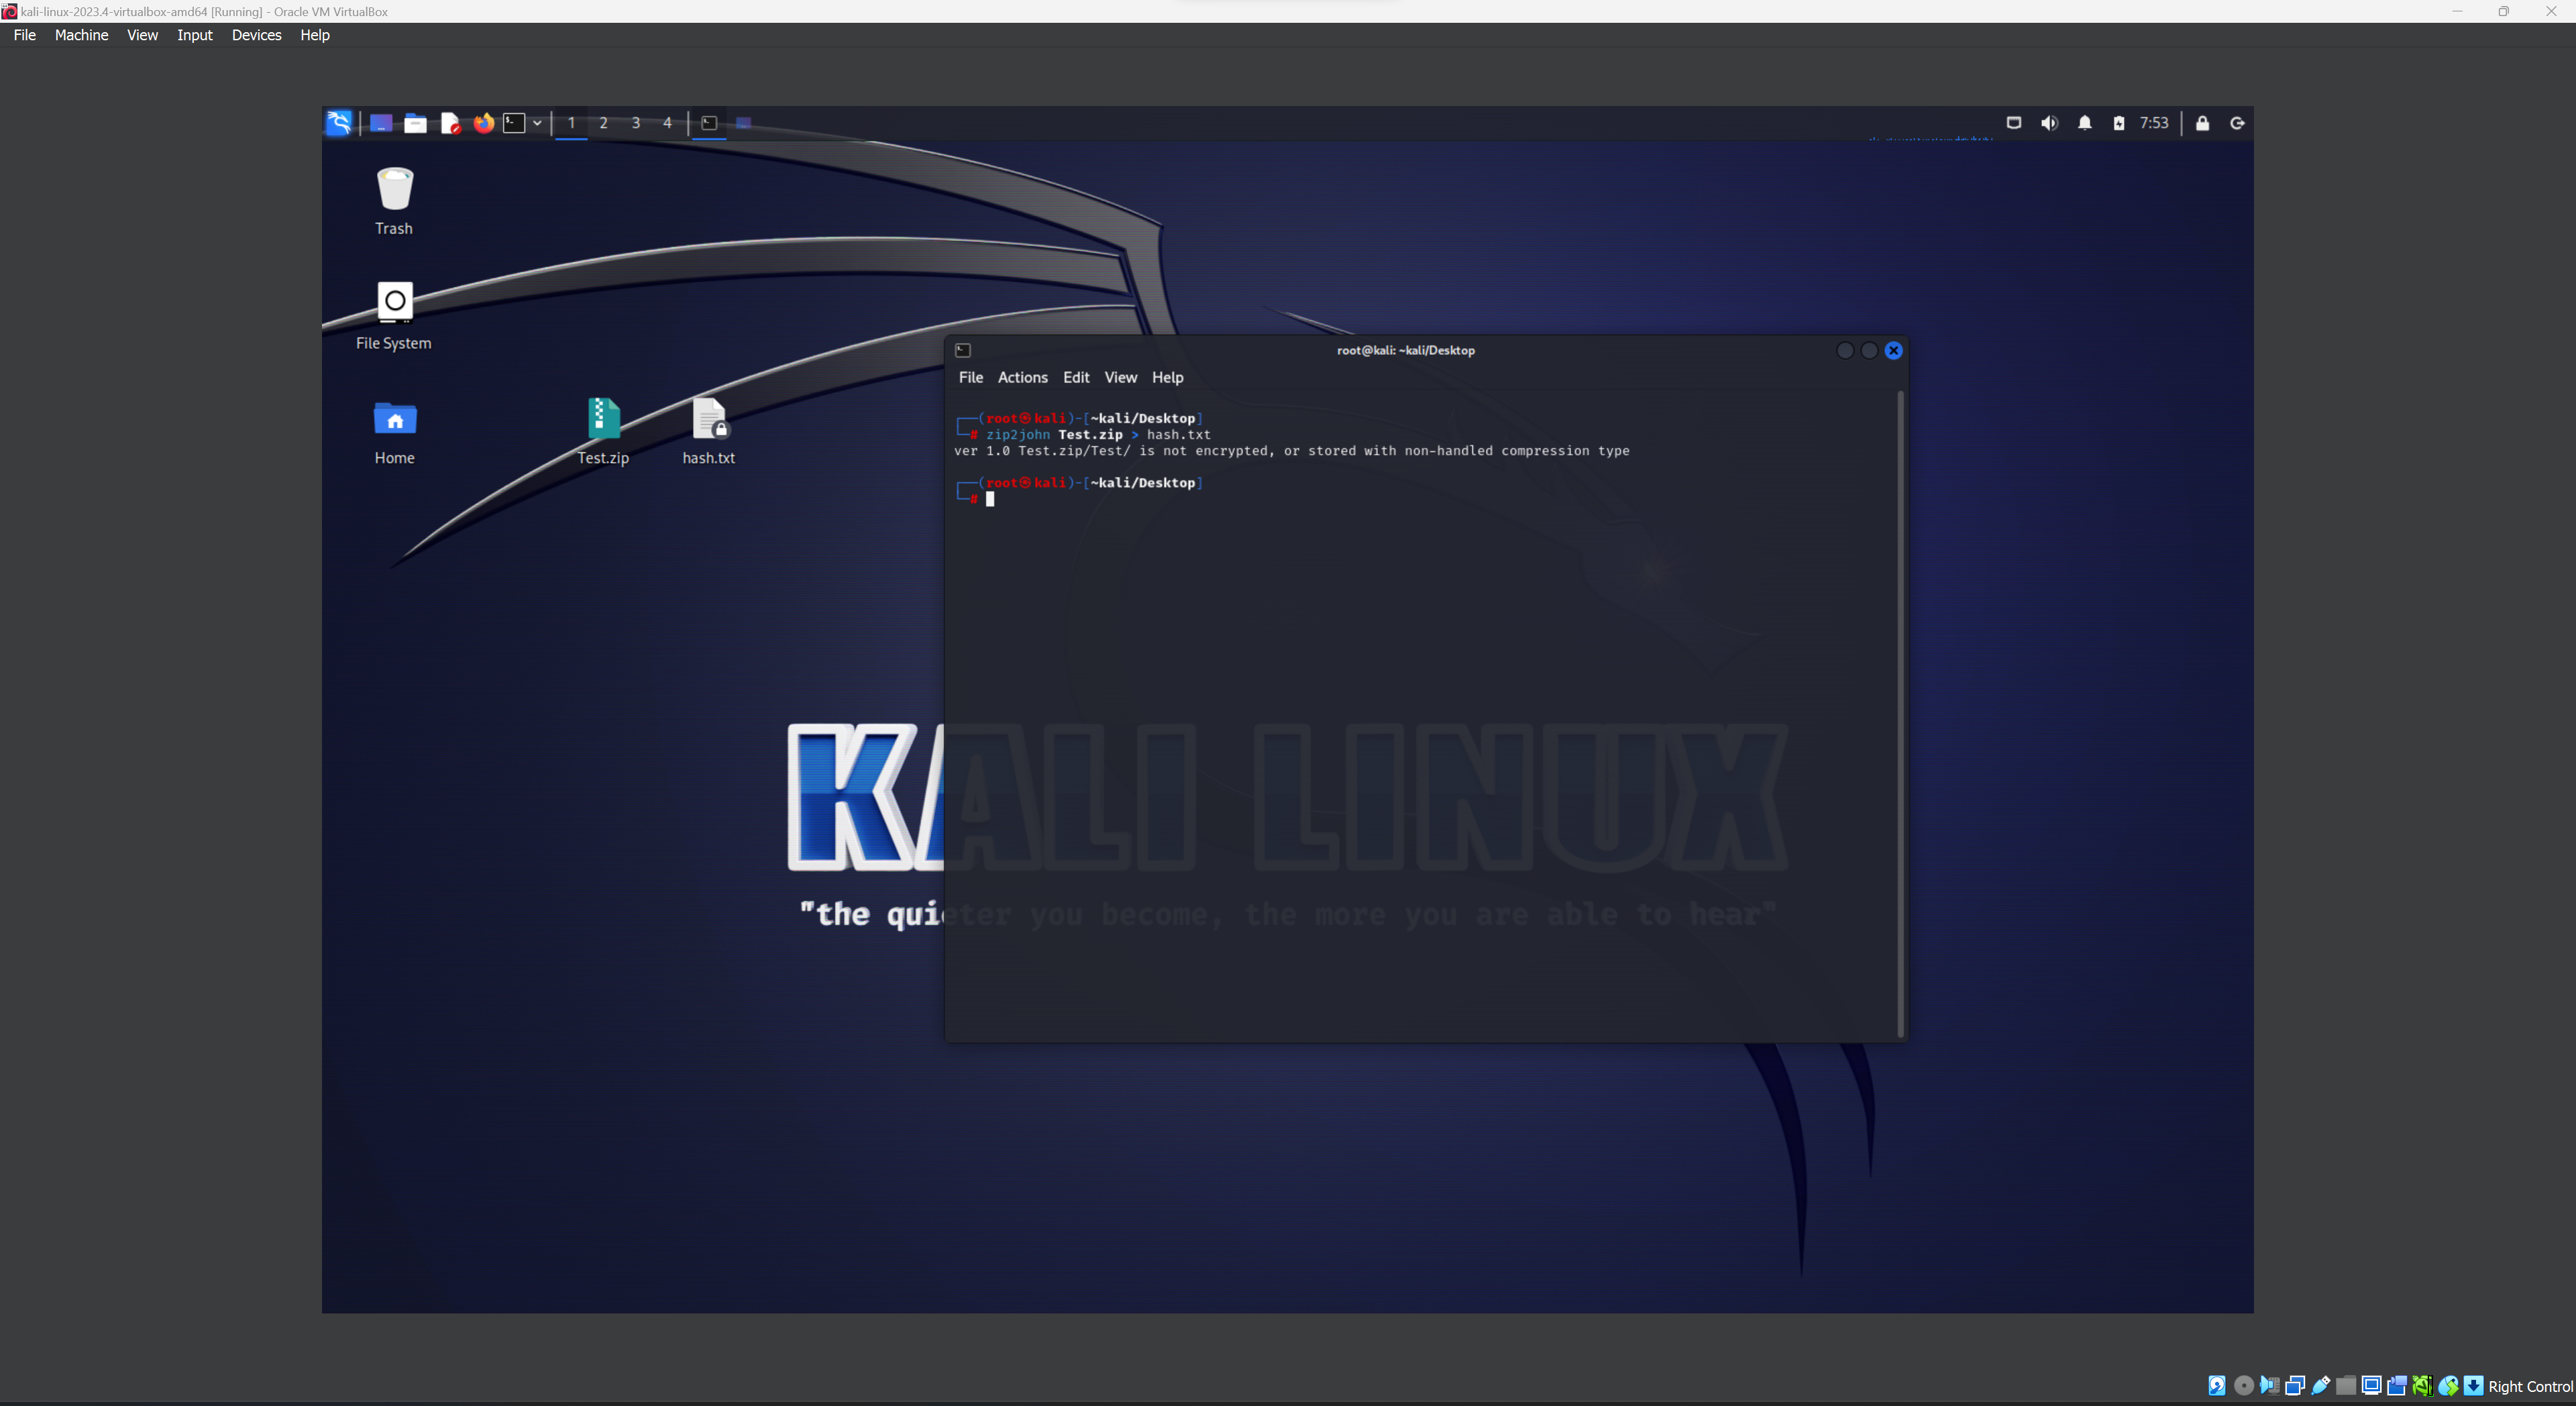 kali-linux-2023.4-virtualbox-amd64 [Running] - Oracle VM VirtualBox
File Machine View Input Devices Help
1 2 3 4
7:53
Trash
File System
Home
Test.zip
hash.txt
root@kali: ~kali/Desktop
File Actions Edit View Help
┌──(root㉿kali)-[~kali/Desktop]
└─# zip2john Test.zip > hash.txt
ver 1.0 Test.zip/Test/ is not encrypted, or stored with non-handled compression type
┌──(root㉿kali)-[~kali/Desktop]
└─#
KALI LINUX
"the quieter you become, the more you are able to hear"
Right Control